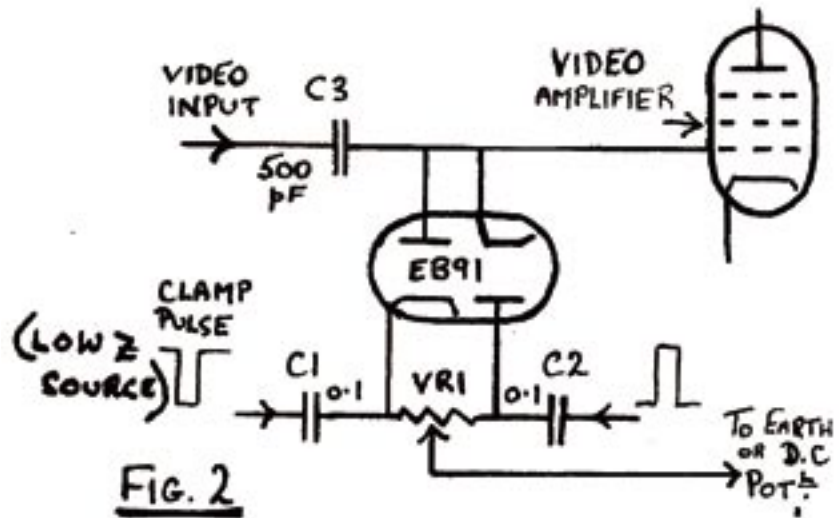 VIDEO
INPUT
C3
500
pF
VIDEO
AMPLIFIER
EB91
CLAMP
PULSE
(LOW Z
SOURCE)
C1
0.1
VR1
0.1
C2
TO EARTH
OR D.C
POT.
FIG. 2